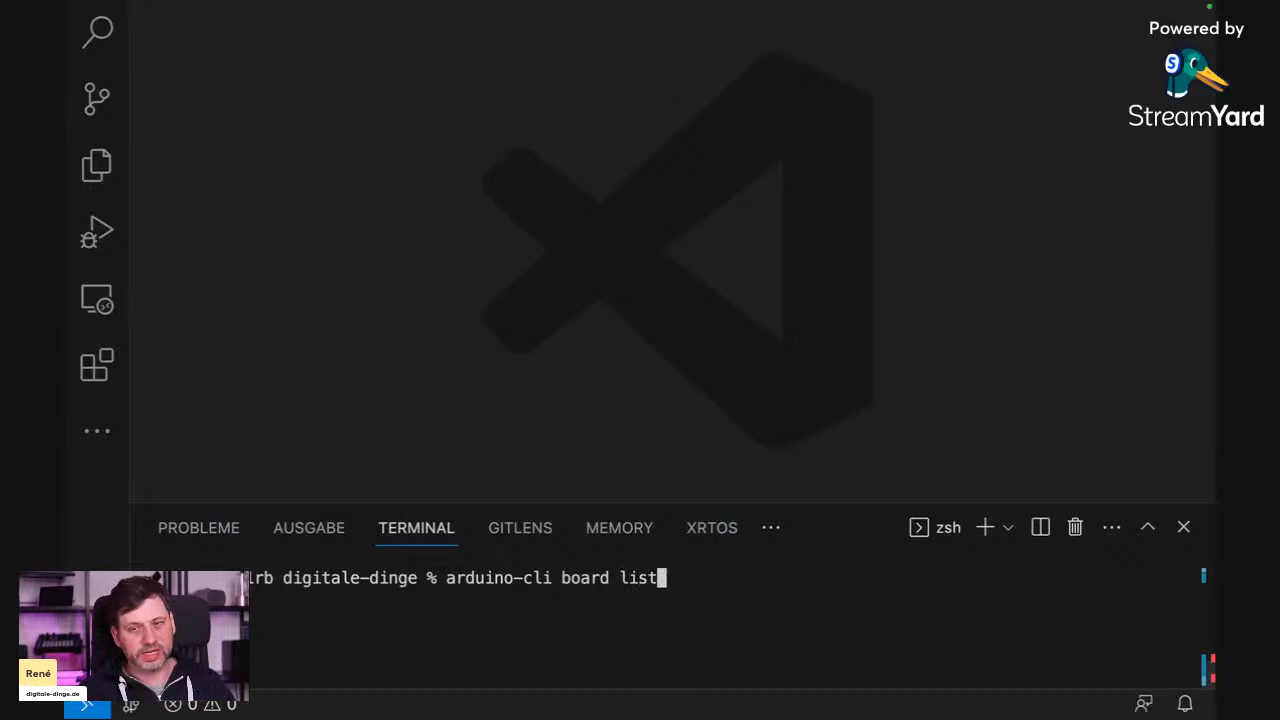 Powered by
StreamYard
PROBLEME AUSGABE TERMINAL GITLENS MEMORY XRTOS zsh
lrb digitale-dinge % arduino-cli board list
René
digitale-dinge.de
0 0